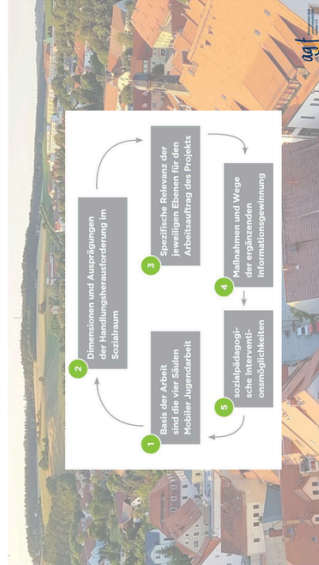 1
Basis der Arbeit
sind die vier Säulen
Mobiler Jugendarbeit
2
Dimensionen und Ausprägungen
der Handlungsherausforderung im
Sozialraum
3
Spezifische Relevanz der
jeweiligen Ebenen für den
Arbeitsauftrag des Projekts
4
Maßnahmen und Wege
der ergänzenden
Informationsgewinnung
5
sozialpädagogi-
sche Interventi-
onsmöglichkeiten
agjf